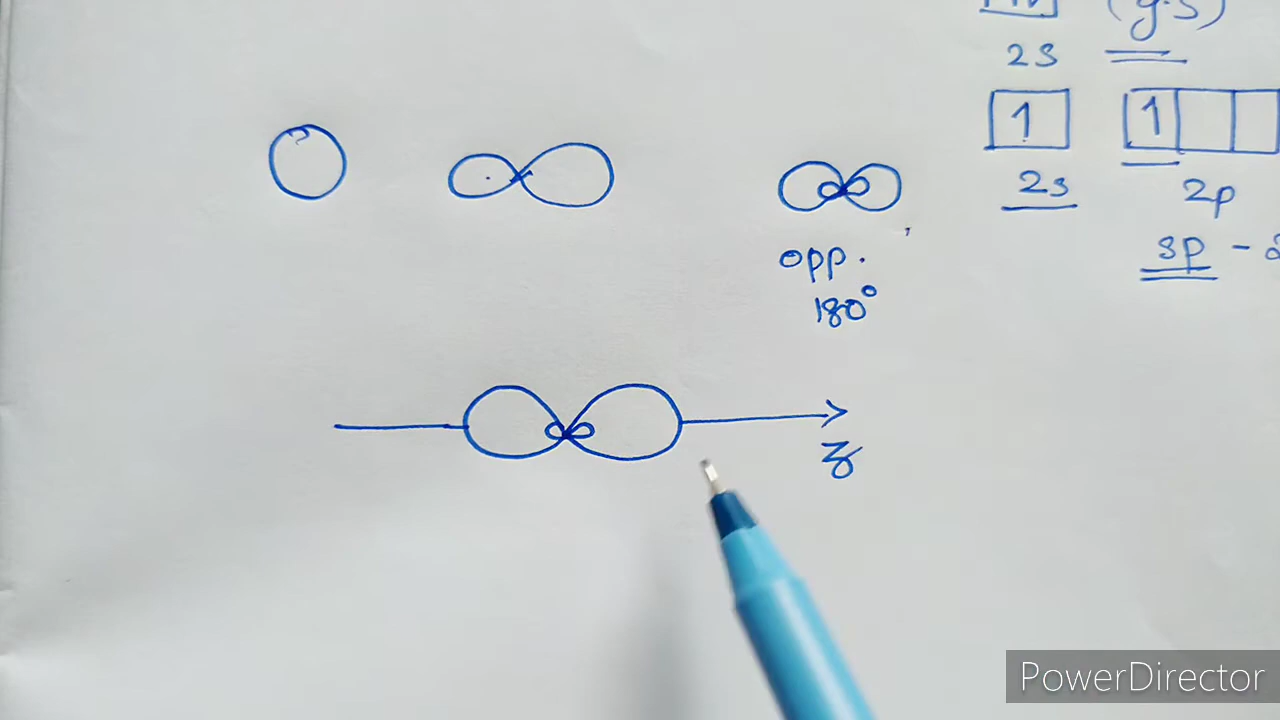 (g.s)
2s
1 1
2s 2p
sp -
opp.
180°
z
PowerDirector